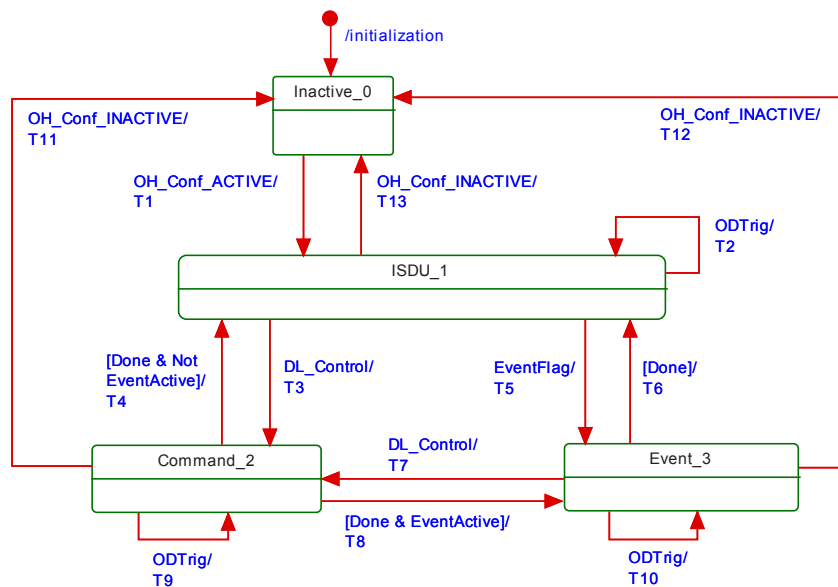 /initialization
Inactive_0
OH_Conf_INACTIVE/
T11
OH_Conf_INACTIVE/
T12
OH_Conf_ACTIVE/
T1
OH_Conf_INACTIVE/
T13
ODTrig/
T2
ISDU_1
[Done & Not
EventActive]/
T4
DL_Control/
T3
EventFlag/
T5
[Done]/
T6
DL_Control/
T7
Command_2
Event_3
[Done & EventActive]/
T8
ODTrig/
T9
ODTrig/
T10